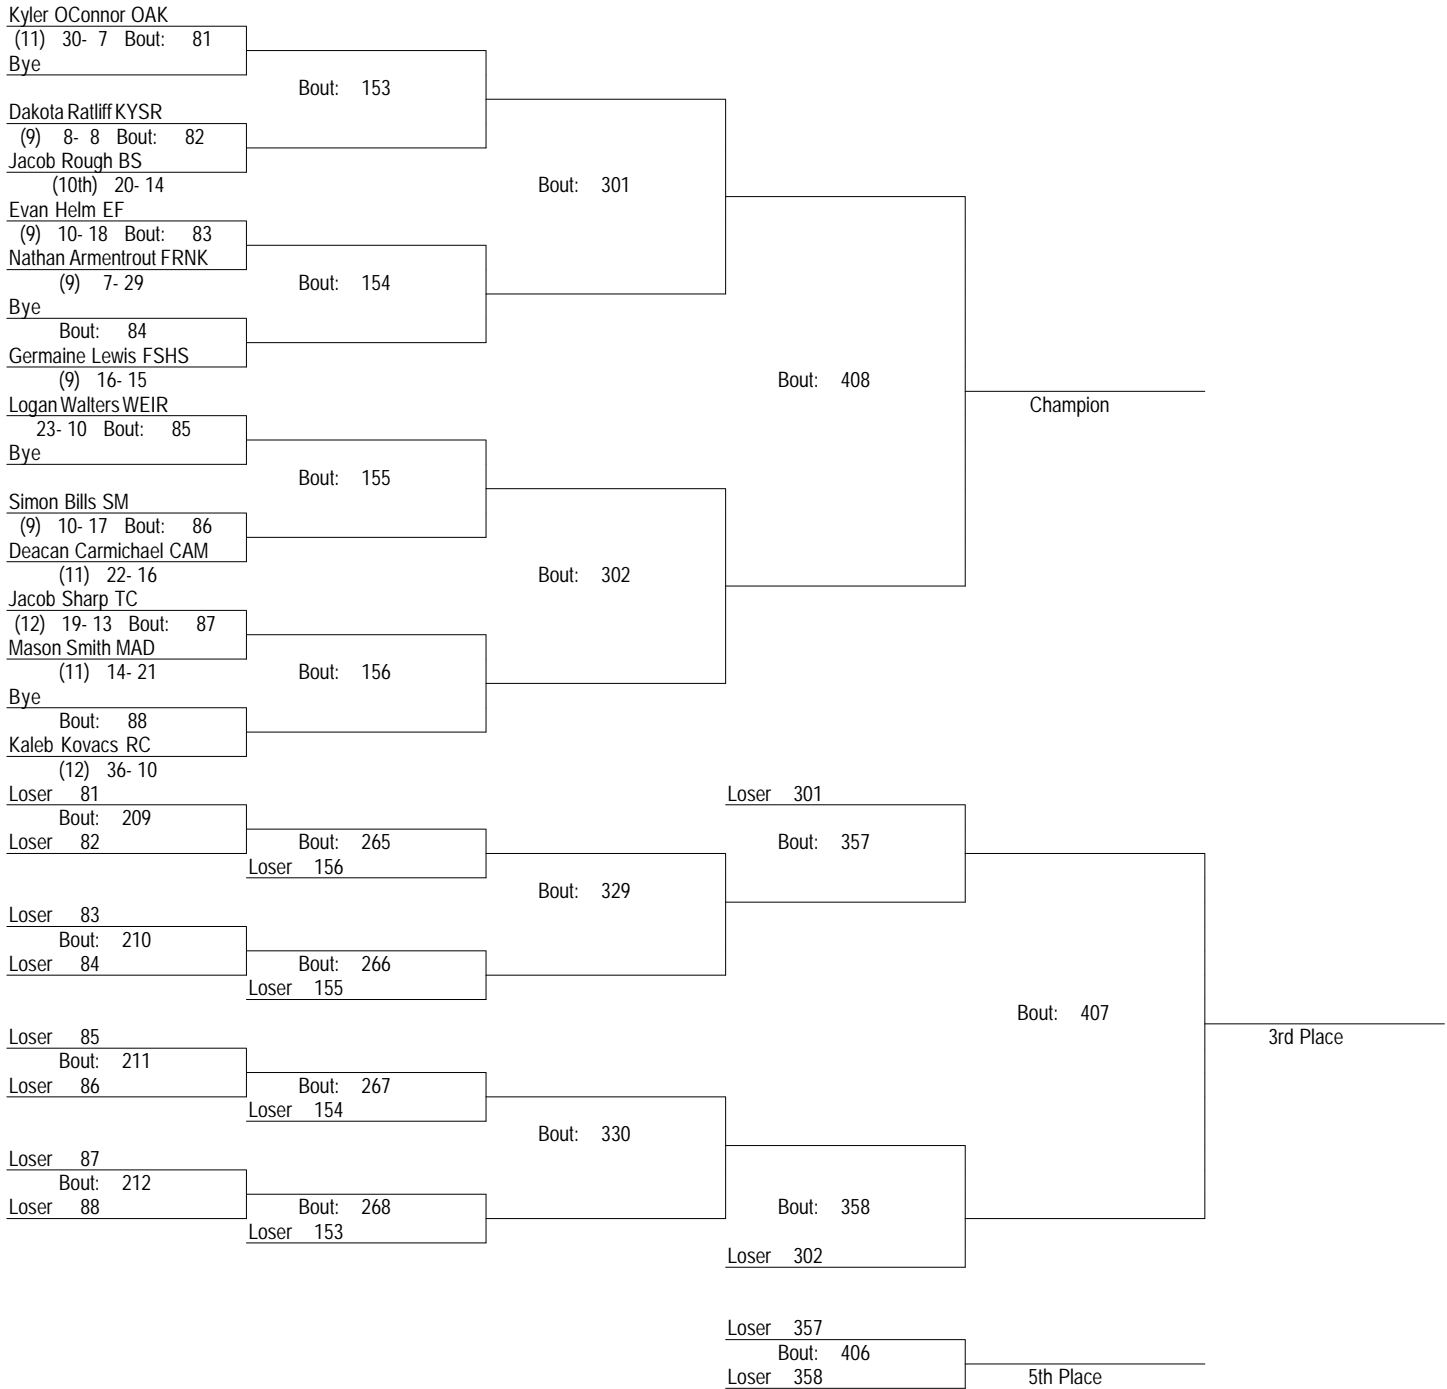 Kyler OConnor OAK
(11) 30- 7 Bout: 81
Bye
Bout: 153
Dakota Ratliff KYSR
(9) 8- 8 Bout: 82
Jacob Rough BS
(10th) 20- 14
Bout: 301
Evan Helm EF
(9) 10- 18 Bout: 83
Nathan Armentrout FRNK
(9) 7- 29
Bout: 154
Bye
Bout: 84
Germaine Lewis FSHS
(9) 16- 15
Bout: 408
Champion
Logan Walters WEIR
23- 10 Bout: 85
Bye
Bout: 155
Simon Bills SM
(9) 10- 17 Bout: 86
Deacan Carmichael CAM
(11) 22- 16
Bout: 302
Jacob Sharp TC
(12) 19- 13 Bout: 87
Mason Smith MAD
(11) 14- 21
Bout: 156
Bye
Bout: 88
Kaleb Kovacs RC
(12) 36- 10
Loser 81
Loser 301
Bout: 209
Loser 82
Bout: 265
Bout: 357
Loser 156
Bout: 329
Loser 83
Bout: 210
Loser 84
Bout: 266
Loser 155
Bout: 407
3rd Place
Loser 85
Bout: 211
Loser 86
Bout: 267
Loser 154
Bout: 330
Loser 87
Bout: 212
Loser 88
Bout: 268
Bout: 358
Loser 153
Loser 302
Loser 357
Bout: 406
Loser 358
5th Place